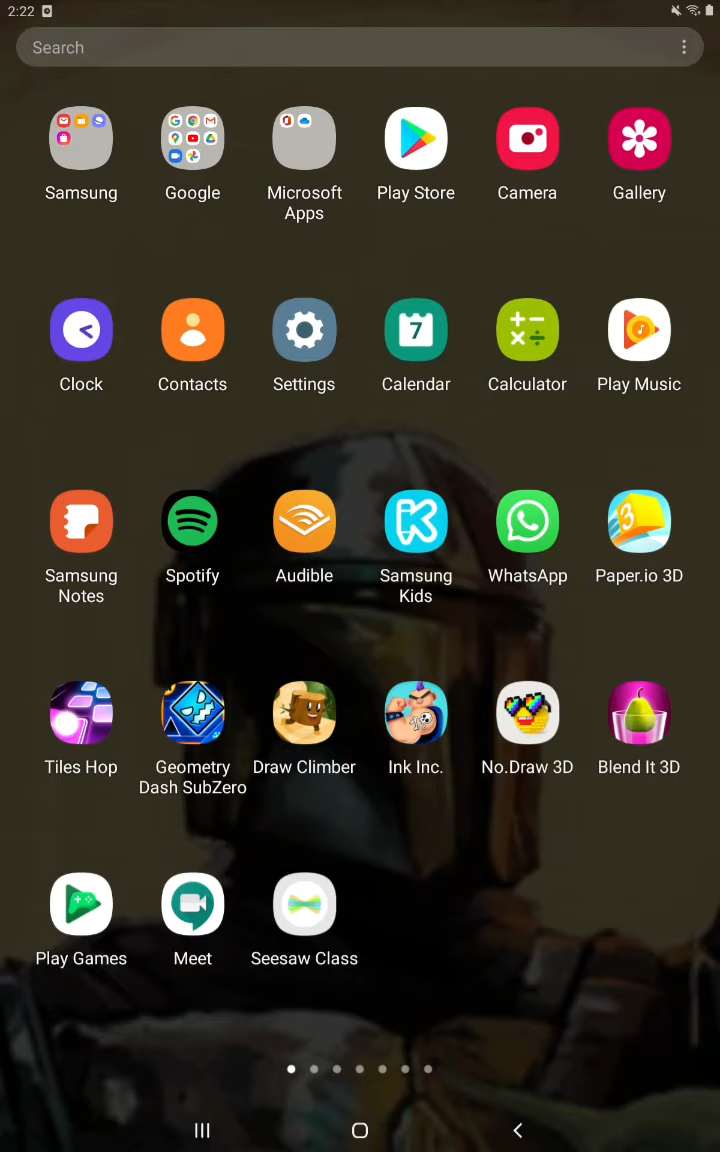 2:22
Search
Samsung
Google
Microsoft
Apps
Play Store
Camera
Gallery
Clock
Contacts
Settings
7
Calendar
Calculator
Play Music
Samsung
Notes
Spotify
Audible
Samsung
Kids
WhatsApp
3
Paper.io 3D
Tiles Hop
Geometry
Dash SubZero
Draw Climber
Ink Inc.
No.Draw 3D
Blend It 3D
Play Games
Meet
Seesaw Class